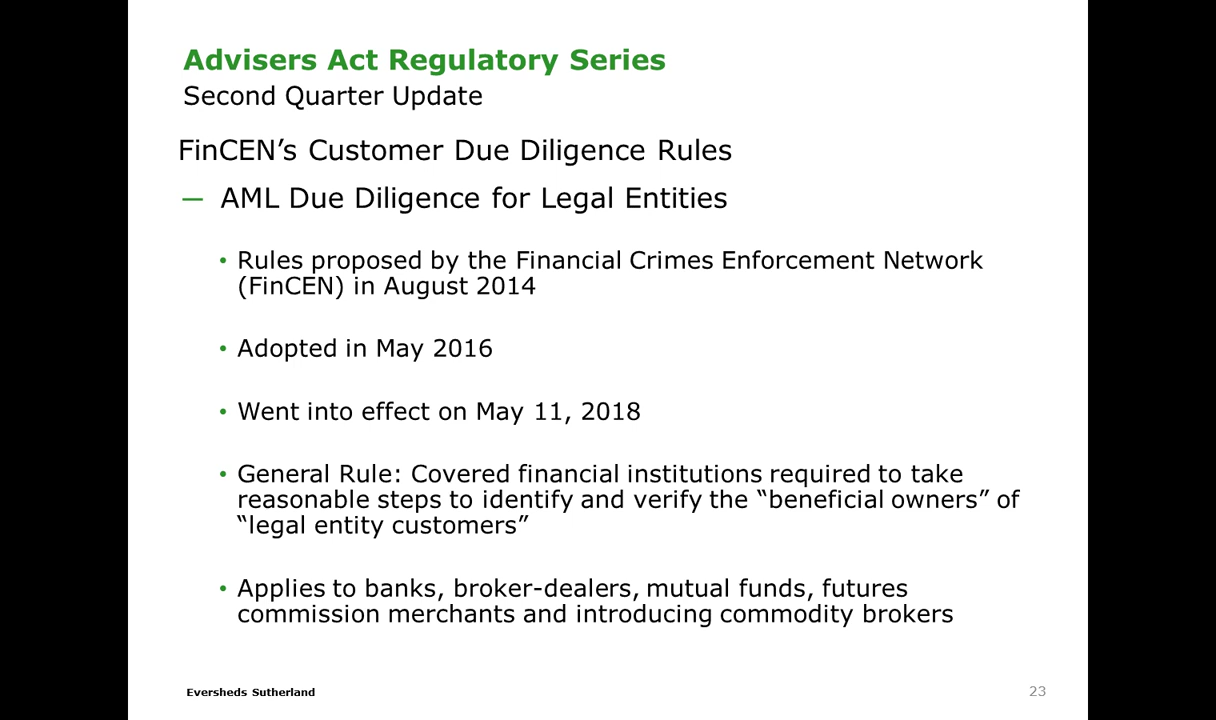 Advisers Act Regulatory Series
Second Quarter Update
FinCEN’s Customer Due Diligence Rules
— AML Due Diligence for Legal Entities
• Rules proposed by the Financial Crimes Enforcement Network
(FinCEN) in August 2014
• Adopted in May 2016
• Went into effect on May 11, 2018
• General Rule: Covered financial institutions required to take
reasonable steps to identify and verify the “beneficial owners” of
“legal entity customers”
• Applies to banks, broker-dealers, mutual funds, futures
commission merchants and introducing commodity brokers
Eversheds Sutherland
23